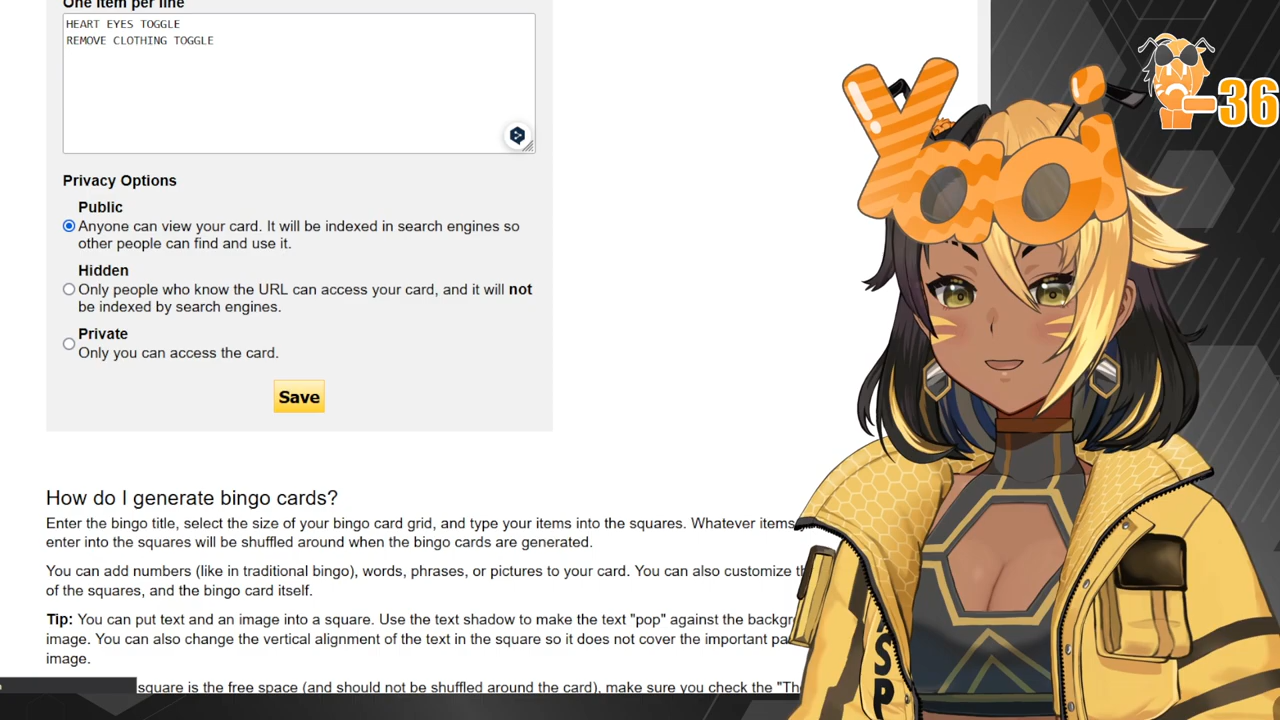 One item per line
HEART EYES TOGGLE
REMOVE CLOTHING TOGGLE
Privacy Options
Public
Anyone can view your card. It will be indexed in search engines so
other people can find and use it.
Hidden
Only people who know the URL can access your card, and it will not
be indexed by search engines.
Private
Only you can access the card.
Save
How do I generate bingo cards?
Enter the bingo title, select the size of your bingo card grid, and type your items into the squares. Whatever items
enter into the squares will be shuffled around when the bingo cards are generated.
You can add numbers (like in traditional bingo), words, phrases, or pictures to your card. You can also customize
of the squares, and the bingo card itself.
Tip: You can put text and an image into a square. Use the text shadow to make the text "pop" against the
image. You can also change the vertical alignment of the text in the square so it does not cover the important
image.
square is the free space (and should not be shuffled around the card), make sure you check the
Yooi
-36
ASP